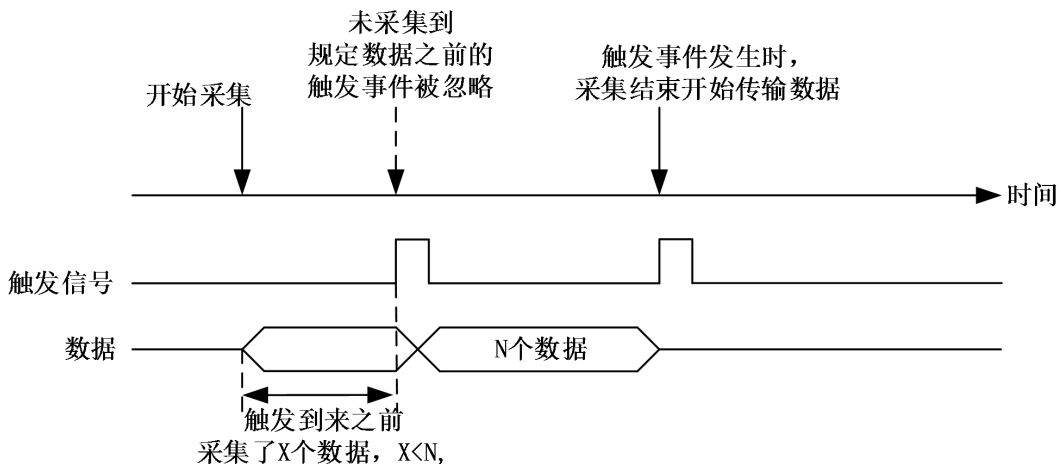 未采集到
规定数据之前的
触发事件被忽略
触发事件发生时，
采集结束开始传输数据
开始采集
时间
触发信号
数据
N个数据
触发到来之前
采集了X个数据，X<N,